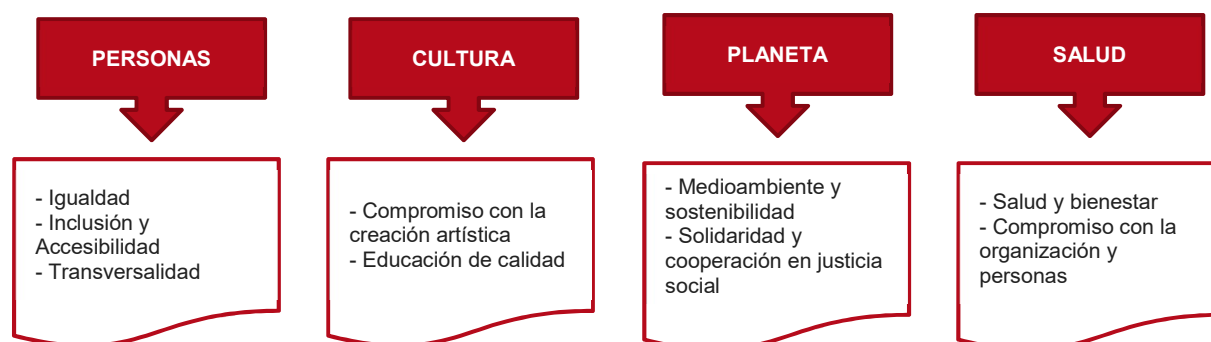 PERSONAS
CULTURA
PLANETA
SALUD
- Igualdad
- Inclusión y
Accesibilidad
- Transversalidad
- Compromiso con la
creación artística
- Educación de calidad
- Medioambiente y
sostenibilidad
- Solidaridad y
cooperación en justicia
social
- Salud y bienestar
- Compromiso con la
organización y
personas